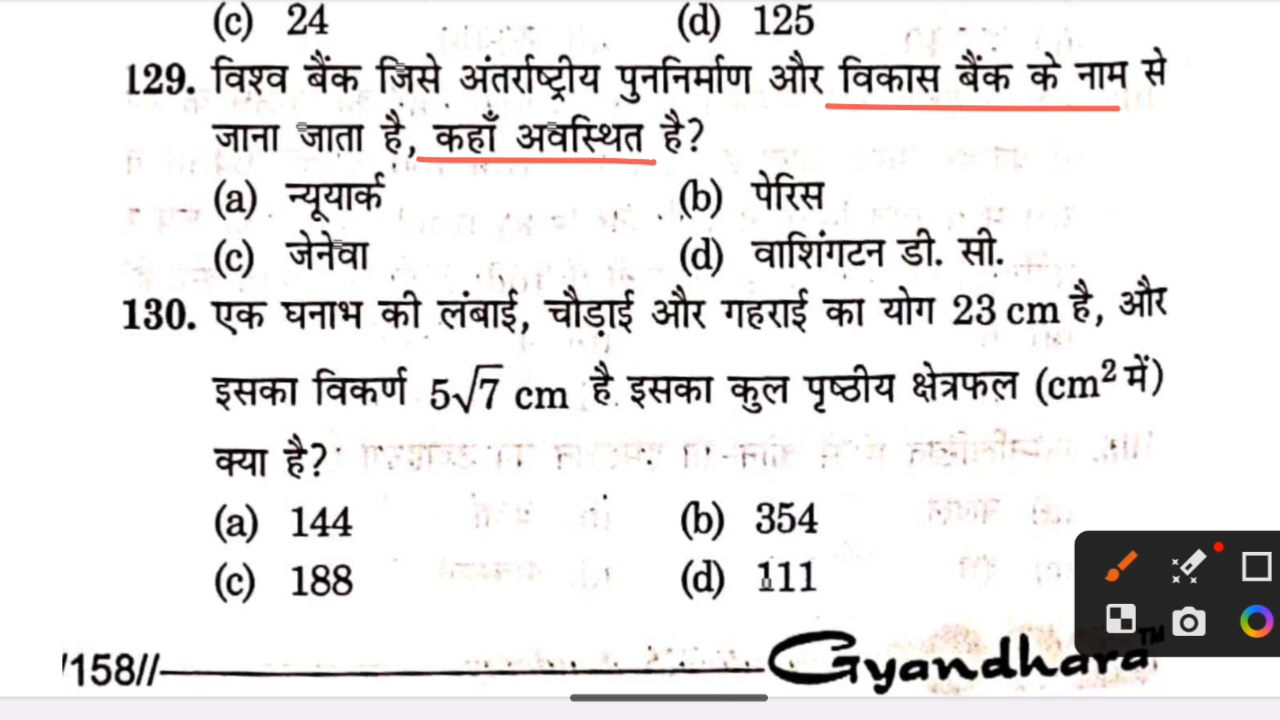 (c) 24 (d) 125
129. विश्व बैंक जिसे अंतर्राष्ट्रीय पुननिर्माण और विकास बैंक के नाम से
जाना जाता है, कहाँ अवस्थित है?
(a) न्यूयार्क (b) पेरिस
(c) जेनेवा (d) वाशिंगटन डी. सी.
130. एक घनाभ की लंबाई, चौड़ाई और गहराई का योग 23 cm है, और
इसका विकर्ण 5√7 cm है इसका कुल पृष्ठीय क्षेत्रफल (cm² में)
क्या है?
(a) 144 (b) 354
(c) 188 (d) 111
/158// Gyandhara™